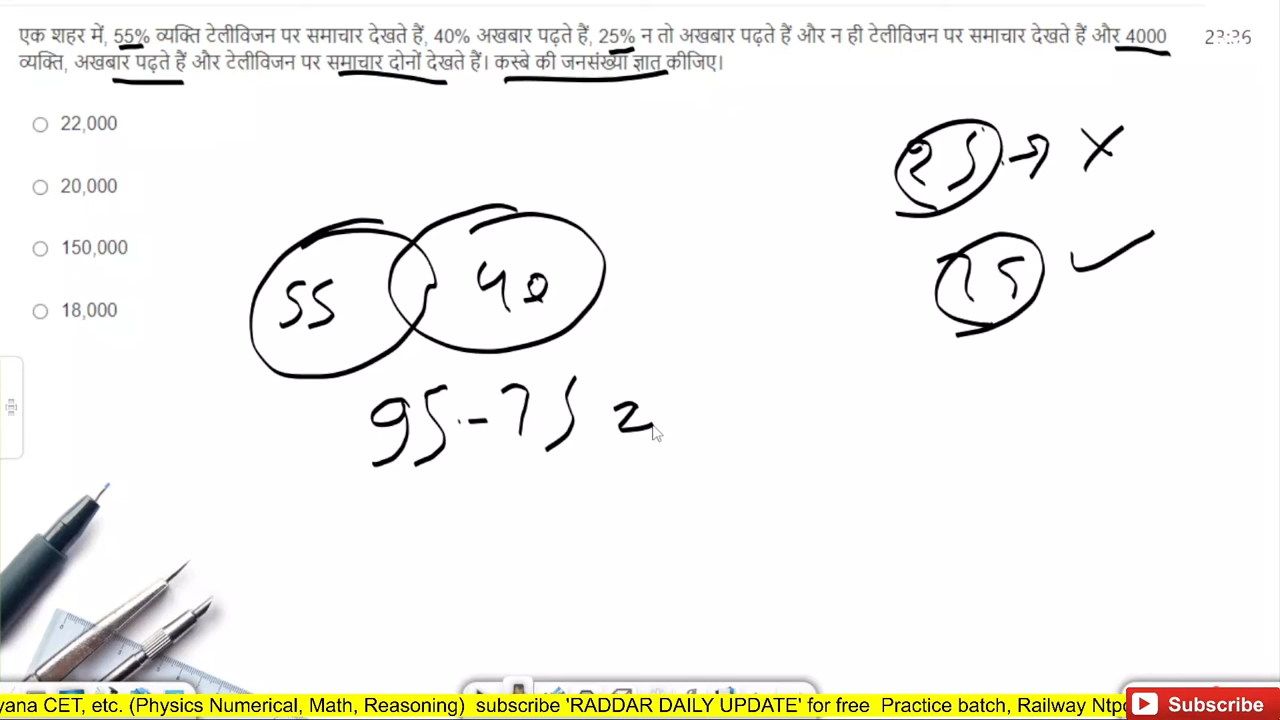 एक शहर में, 55% व्यक्ति टेलीविजन पर समाचार देखते हैं, 40% अखबार पढ़ते हैं, 25% न तो अखबार पढ़ते हैं और न ही टेलीविजन पर समाचार देखते हैं और 4000
व्यक्ति, अखबार पढ़ते हैं और टेलीविजन पर समाचार दोनों देखते हैं। कस्बे की जनसंख्या ज्ञात कीजिए।
22,000
20,000
150,000
18,000
25 → ×
75 ✓
55 40
95 - 75 =
yana CET, etc. (Physics Numerical, Math, Reasoning) subscribe 'RADDAR DAILY UPDATE' for free Practice batch, Railway Ntpc
Subscribe